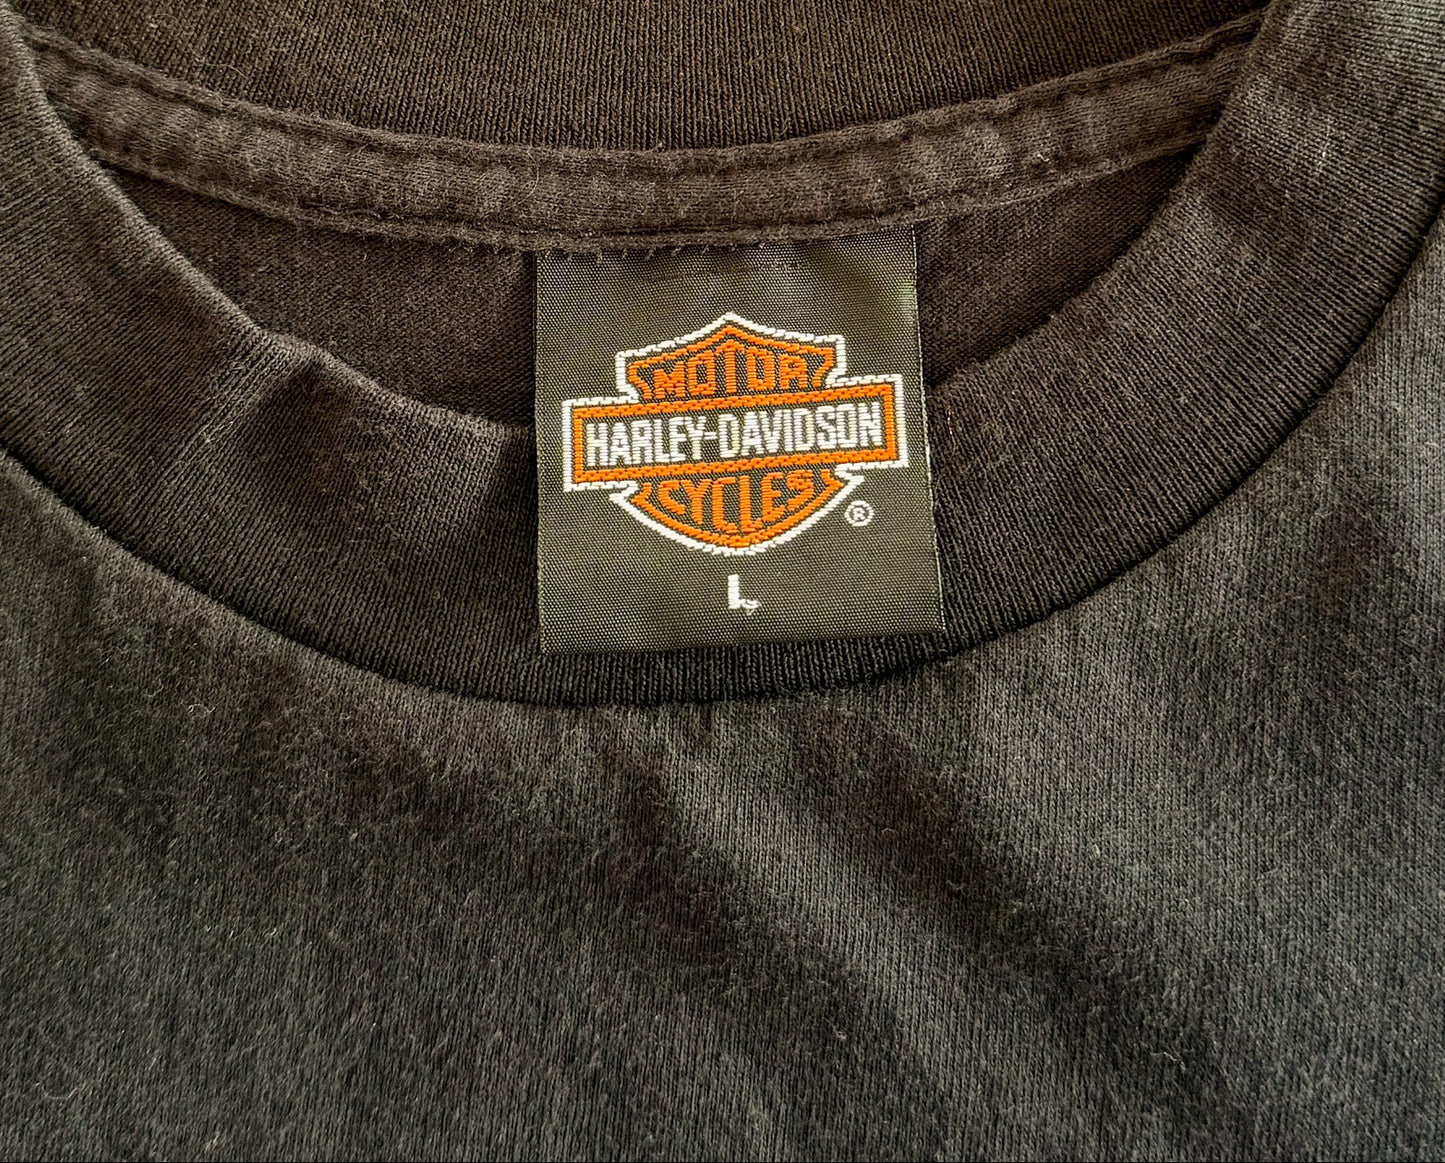 MOTOR
HARLEY-DAVIDSON
CYCLES
®
L